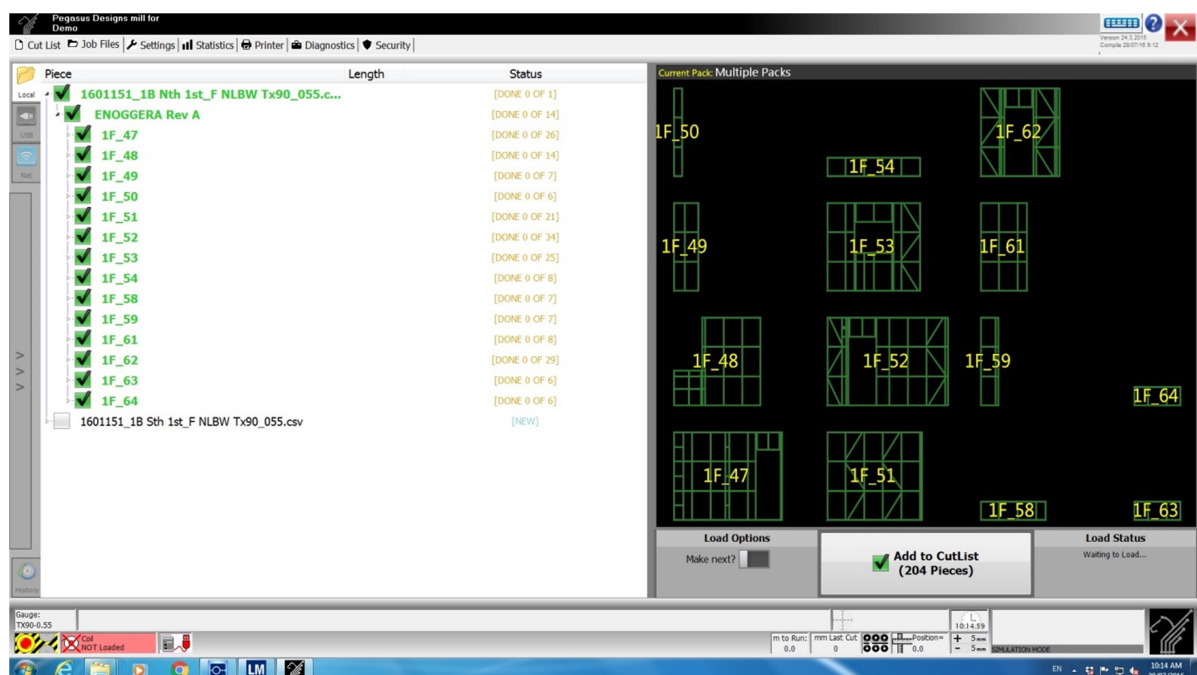 Pegasus Designs mill for
Demo
Version 24.3.2015
Compile 28/07/16 9:12
Cut List Job Files Settings Statistics Printer Diagnostics Security
Piece Length Status
Current Pack: Multiple Packs
Local
USB
Net
History
1601151_1B Nth 1st_F NLBW Tx90_055.c... [DONE 0 OF 1]
ENOGGERA Rev A [DONE 0 OF 14]
1F_47 [DONE 0 OF 26]
1F_48 [DONE 0 OF 14]
1F_49 [DONE 0 OF 7]
1F_50 [DONE 0 OF 6]
1F_51 [DONE 0 OF 21]
1F_52 [DONE 0 OF 34]
1F_53 [DONE 0 OF 25]
1F_54 [DONE 0 OF 8]
1F_58 [DONE 0 OF 7]
1F_59 [DONE 0 OF 7]
1F_61 [DONE 0 OF 8]
1F_62 [DONE 0 OF 29]
1F_63 [DONE 0 OF 6]
1F_64 [DONE 0 OF 6]
1601151_1B Sth 1st_F NLBW Tx90_055.csv [NEW]
> > >
1F_50 1F_62
1F_54
1F_49 1F_53 1F_61
1F_48 1F_52 1F_59
1F_64
1F_47 1F_51
1F_58 1F_63
Load Options
Make next?
Add to CutList
(204 Pieces)
Load Status
Waiting to Load...
Gauge:
TX90-0.55
Coil
NOT Loaded
10:14:59
m to Run:
0.0
mm Last Cut
0
Position=
0.0
+ 5mm
- 5mm
SIMULATION MODE
LM
EN
10:14 AM